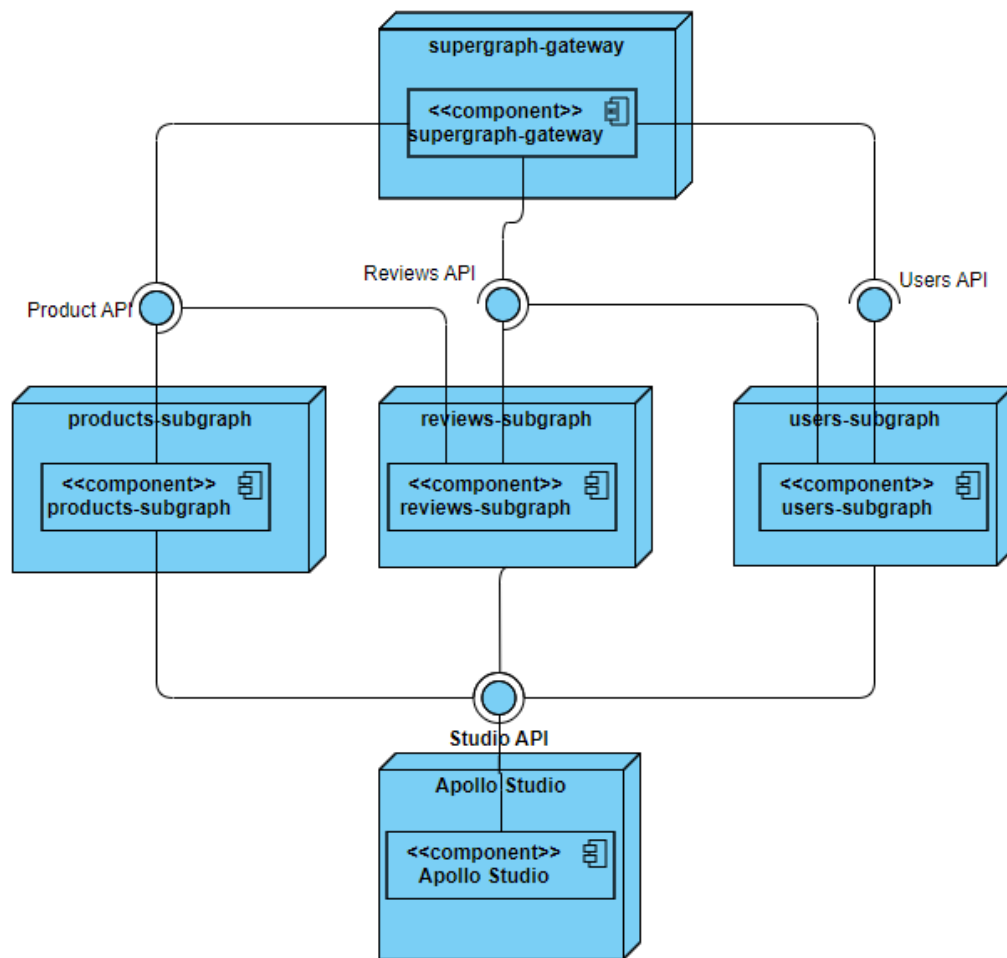 supergraph-gateway
<<component>>
supergraph-gateway
Reviews API
Users API
Product API
products-subgraph
reviews-subgraph
users-subgraph
<<component>>
products-subgraph
<<component>>
reviews-subgraph
<<component>>
users-subgraph
Studio API
Apollo Studio
<<component>>
Apollo Studio